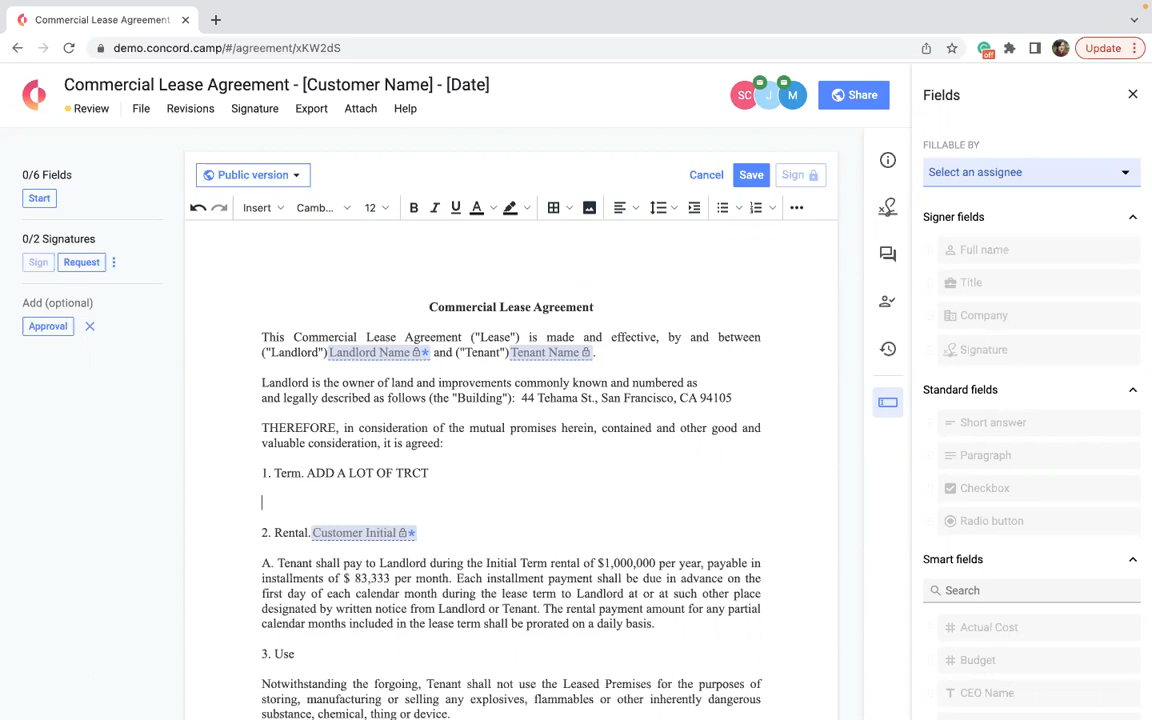 Commercial Lease Agreement
demo.concord.camp/#/agreement/xKW2dS
off
Update
Commercial Lease Agreement - [Customer Name] - [Date]
Review
File
Revisions
Signature
Export
Attach
Help
SC
J
M
Share
0/6 Fields
Start
0/2 Signatures
Sign
Request
Add (optional)
Approval
Public version
Cancel
Save
Sign
Insert
Camb...
12
B
I
U
A
Commercial Lease Agreement
This Commercial Lease Agreement ("Lease") is made and effective, by and between
("Landlord") Landlord Name * and ("Tenant") Tenant Name .
Landlord is the owner of land and improvements commonly known and numbered as
and legally described as follows (the "Building"): 44 Tehama St., San Francisco, CA 94105
THEREFORE, in consideration of the mutual promises herein, contained and other good and
valuable consideration, it is agreed:
1. Term. ADD A LOT OF TRCT
2. Rental. Customer Initial *
A. Tenant shall pay to Landlord during the Initial Term rental of $1,000,000 per year, payable in
installments of $ 83,333 per month. Each installment payment shall be due in advance on the
first day of each calendar month during the lease term to Landlord at or at such other place
designated by written notice from Landlord or Tenant. The rental payment amount for any partial
calendar months included in the lease term shall be prorated on a daily basis.
3. Use
Notwithstanding the forgoing, Tenant shall not use the Leased Premises for the purposes of
storing, manufacturing or selling any explosives, flammables or other inherently dangerous
substance, chemical, thing or device.
Fields
FILLABLE BY
Select an assignee
Signer fields
Full name
Title
Company
Signature
Standard fields
Short answer
Paragraph
Checkbox
Radio button
Smart fields
Search
Actual Cost
Budget
CEO Name